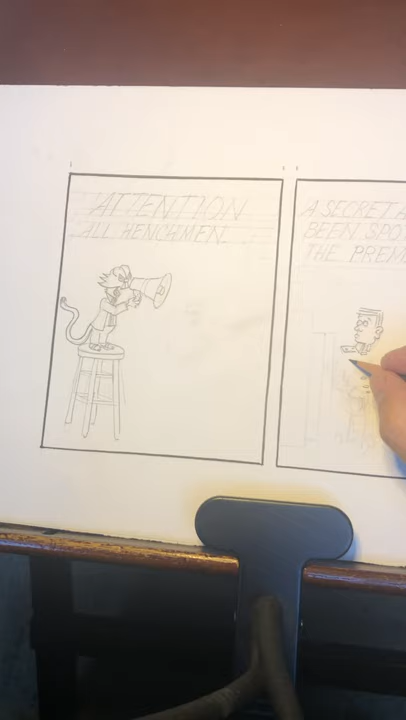 ATTENTION
ALL HENCHMEN
A SECRET A
BEEN SPO
THE PREM